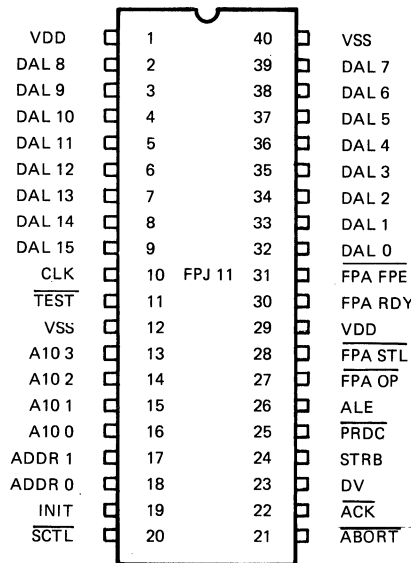 VDD 1 40 VSS
DAL 8 2 39 DAL 7
DAL 9 3 38 DAL 6
DAL 10 4 37 DAL 5
DAL 11 5 36 DAL 4
DAL 12 6 35 DAL 3
DAL 13 7 34 DAL 2
DAL 14 8 33 DAL 1
DAL 15 9 32 DAL 0
CLK 10 FPJ 11 31 FPA FPE
TEST 11 30 FPA RDY
VSS 12 29 VDD
A10 3 13 28 FPA STL
A10 2 14 27 FPA OP
A10 1 15 26 ALE
A10 0 16 25 PRDC
ADDR 1 17 24 STRB
ADDR 0 18 23 DV
INIT 19 22 ACK
SCTL 20 21 ABORT